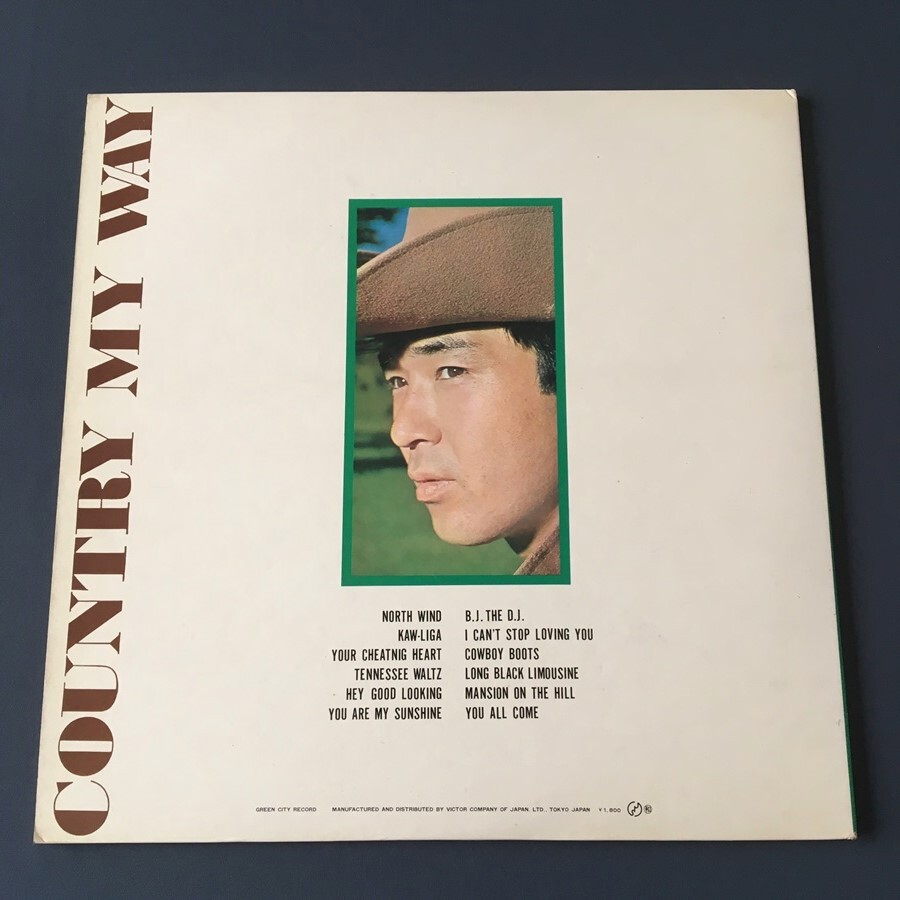 COUNTRY MY WAY
NORTH WIND
KAW-LIGA
YOUR CHEATNIG HEART
TENNESSEE WALTZ
HEY GOOD LOOKING
YOU ARE MY SUNSHINE
B.J. THE D.J.
I CAN'T STOP LOVING YOU
COWBOY BOOTS
LONG BLACK LIMOUSINE
MANSION ON THE HILL
YOU ALL COME
GREEN CITY RECORD MANUFACTURED AND DISTRIBUTED BY VICTOR COMPANY OF JAPAN, LTD., TOKYO JAPAN ¥1,800